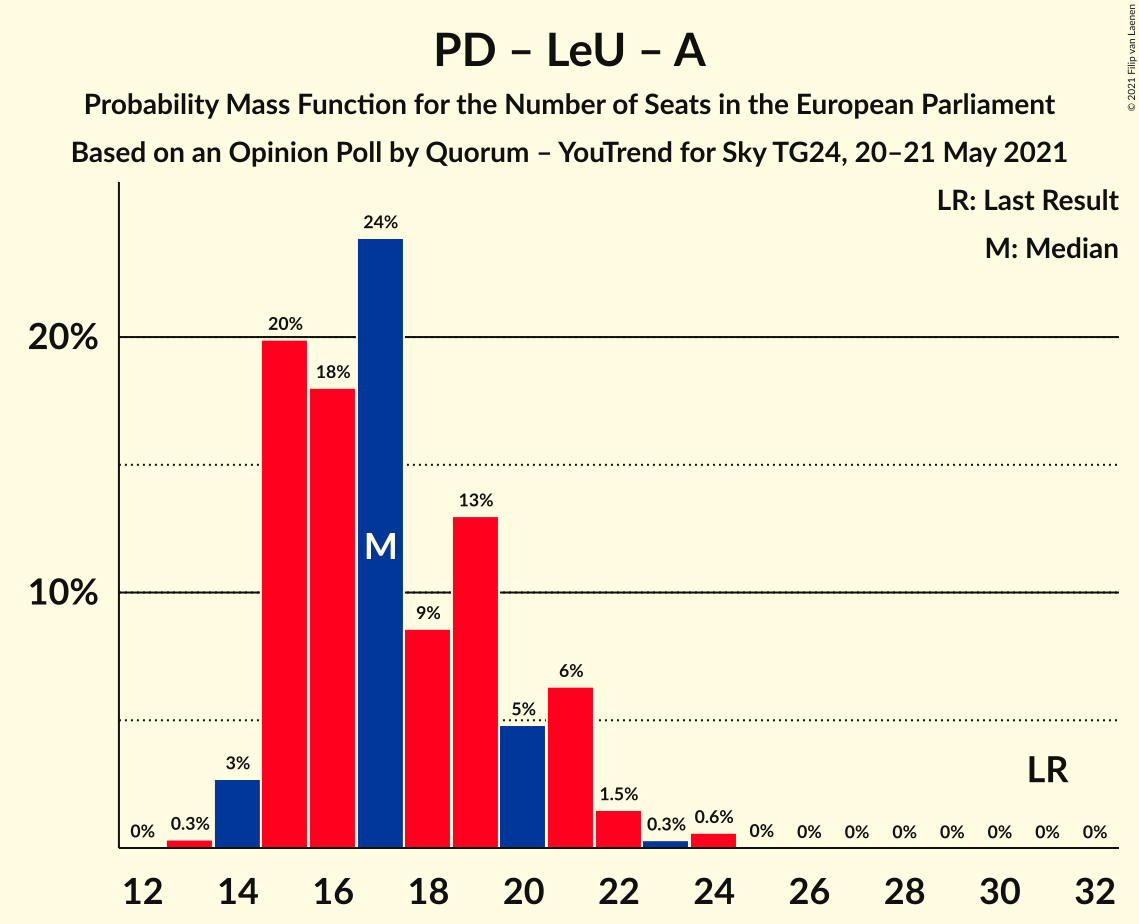 PD – LeU – A
Probability Mass Function for the Number of Seats in the European Parliament
Based on an Opinion Poll by Quorum – YouTrend for Sky TG24, 20–21 May 2021
© 2021 Filip van Laenen
LR: Last Result
M: Median
20%
10%
0%
0.3%
3%
20%
18%
24%
9%
13%
5%
6%
1.5%
0.3%
0.6%
0%
0%
0%
0%
0%
0%
0%
0%
M
LR
12 14 16 18 20 22 24 26 28 30 32